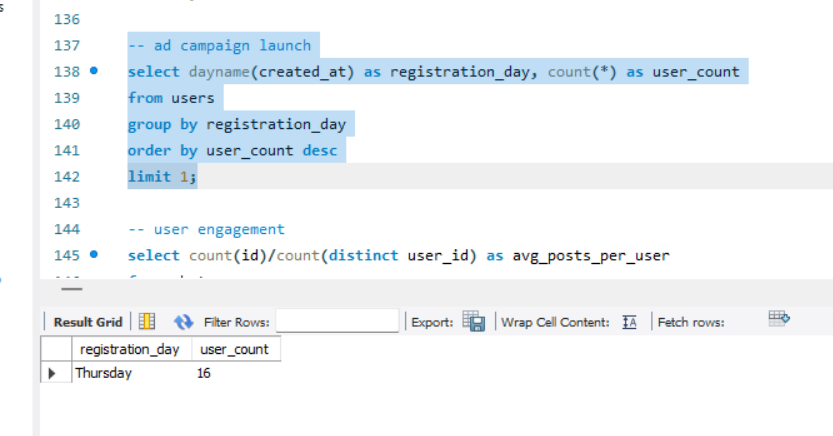 s
136
137 -- ad campaign launch
138 select dayname(created_at) as registration_day, count(*) as user_count
139 from users
140 group by registration_day
141 order by user_count desc
142 limit 1;
143
144 -- user engagement
145 select count(id)/count(distinct user_id) as avg_posts_per_user
Result Grid Filter Rows: Export: Wrap Cell Content: IA Fetch rows:
registration_day user_count
Thursday 16